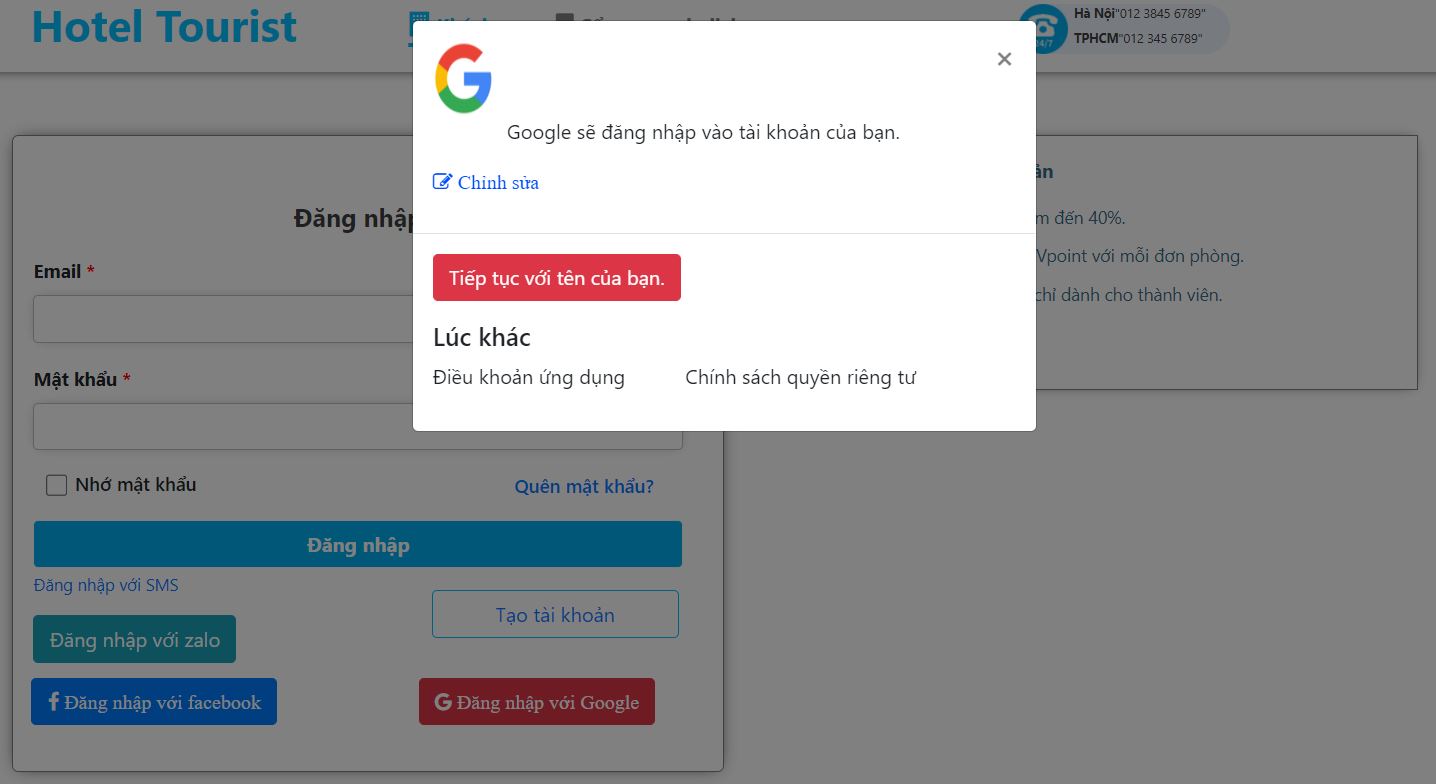 Hotel Tourist
Hà Nội"012 3845 6789"
TPHCM"012 345 6789"
24/7
Google sẽ đăng nhập vào tài khoản của bạn.
Chỉnh sửa
Tiếp tục với tên của bạn.
Lúc khác
Điều khoản ứng dụng
Chính sách quyền riêng tư
Đăng nhập
Email *
Mật khẩu *
Nhớ mật khẩu
Quên mật khẩu?
Đăng nhập
Đăng nhập với SMS
Tạo tài khoản
Đăng nhập với zalo
Đăng nhập với facebook
Đăng nhập với Google
đến 40%.
với mỗi đơn phòng.
chỉ dành cho thành viên.